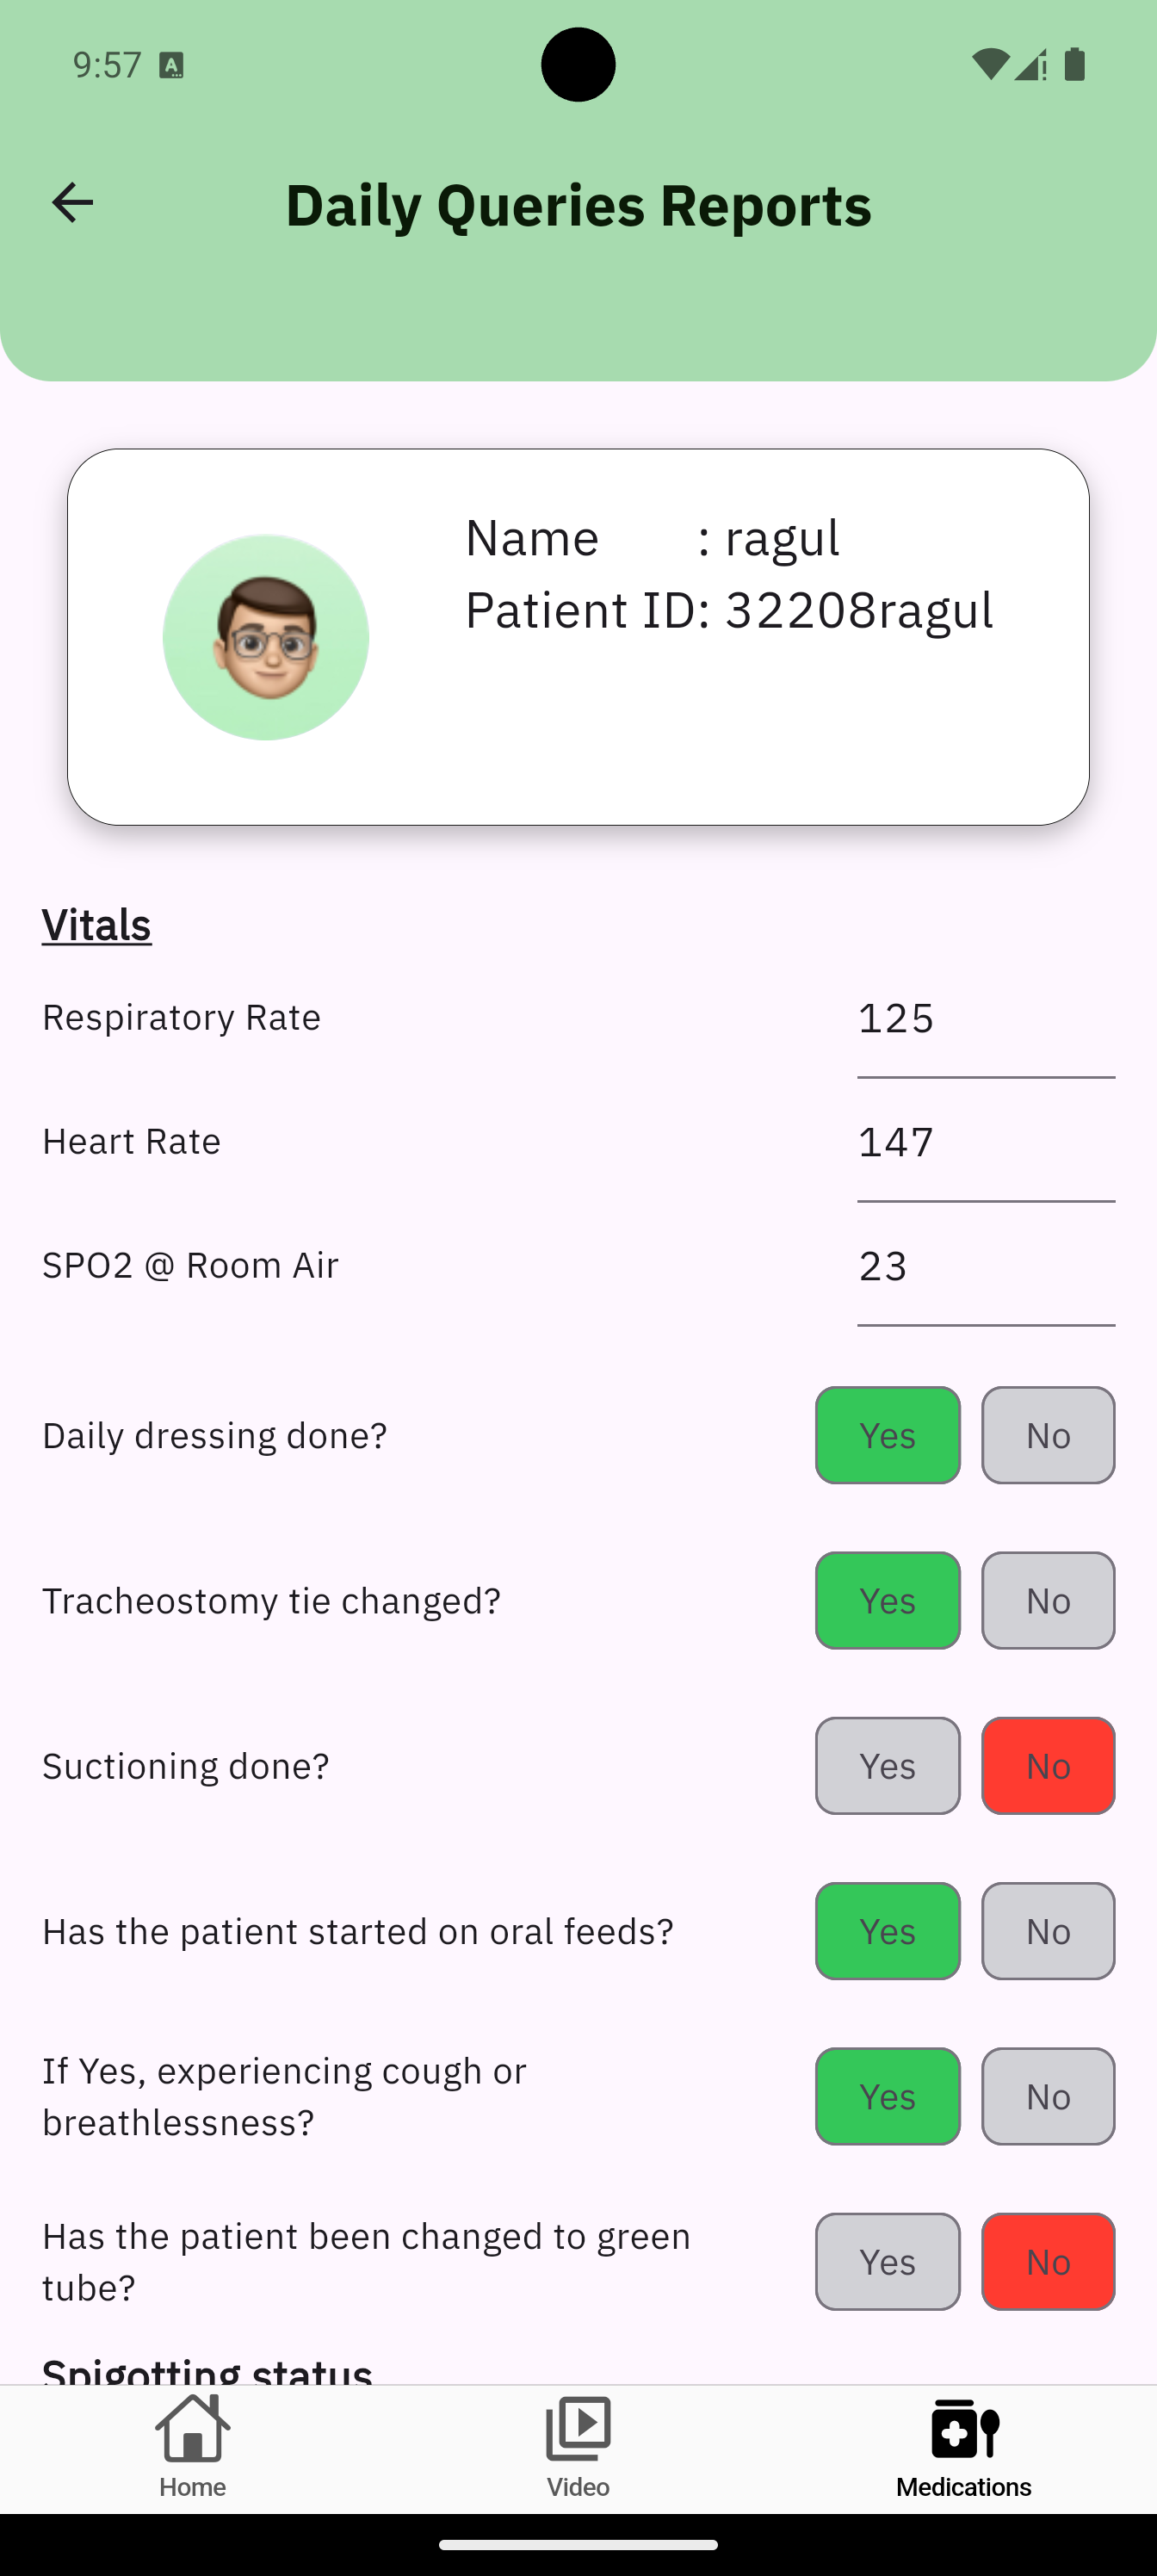 9:57
Daily Queries Reports
Name : ragul
Patient ID: 32208ragul
Vitals
Respiratory Rate 125
Heart Rate 147
SPO2 @ Room Air 23
Daily dressing done? Yes No
Tracheostomy tie changed? Yes No
Suctioning done? Yes No
Has the patient started on oral feeds? Yes No
If Yes, experiencing cough or
breathlessness? Yes No
Has the patient been changed to green
tube? Yes No
Spigotting status
Home Video Medications